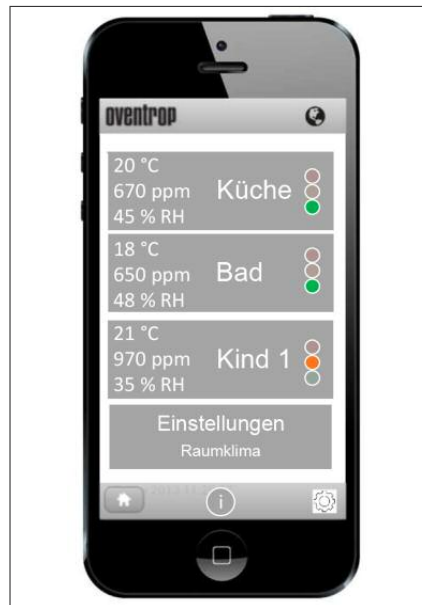 oventrop
20 °C
670 ppm
45 % RH
Küche
18 °C
650 ppm
48 % RH
Bad
21 °C
970 ppm
35 % RH
Kind 1
Einstellungen
Raumklima
i